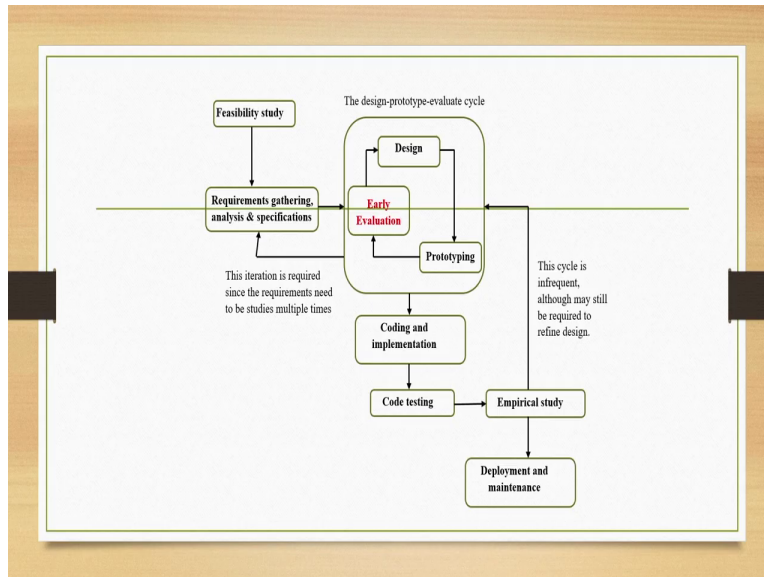 The design-prototype-evaluate cycle
Feasibility study
Design
Requirements gathering,
analysis & specifications
Early
Evaluation
Prototyping
This iteration is required
since the requirements need
to be studies multiple times
This cycle is
infrequent,
although may still
be required to
refine design.
Coding and
implementation
Code testing
Empirical study
Deployment and
maintenance